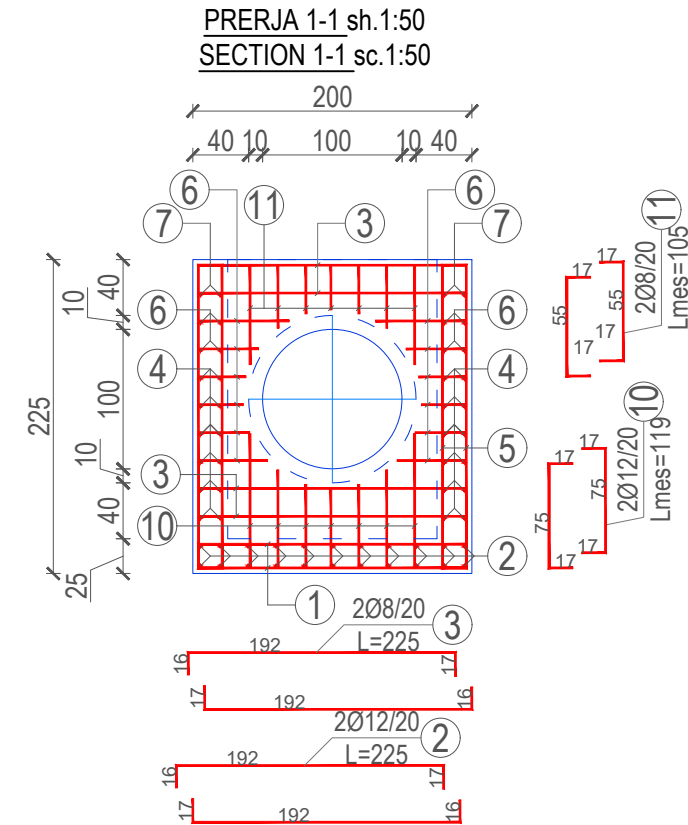 PRERJA 1-1 sh.1:50
SECTION 1-1 sc.1:50
200
40 10 100 10 40
6 11 3 6
7 7
6 6
4 4
5
3
10
2
1
225
40
10
100
10
40
25
17 17
55 55
17 17
2Ø8/20 11
Lmes=105
17 17
75 75
17 17
2Ø12/20 10
Lmes=119
2Ø8/20 3
192 L=225
16 17
17 192 16
2Ø12/20 2
192 L=225
16 17
17 192 16